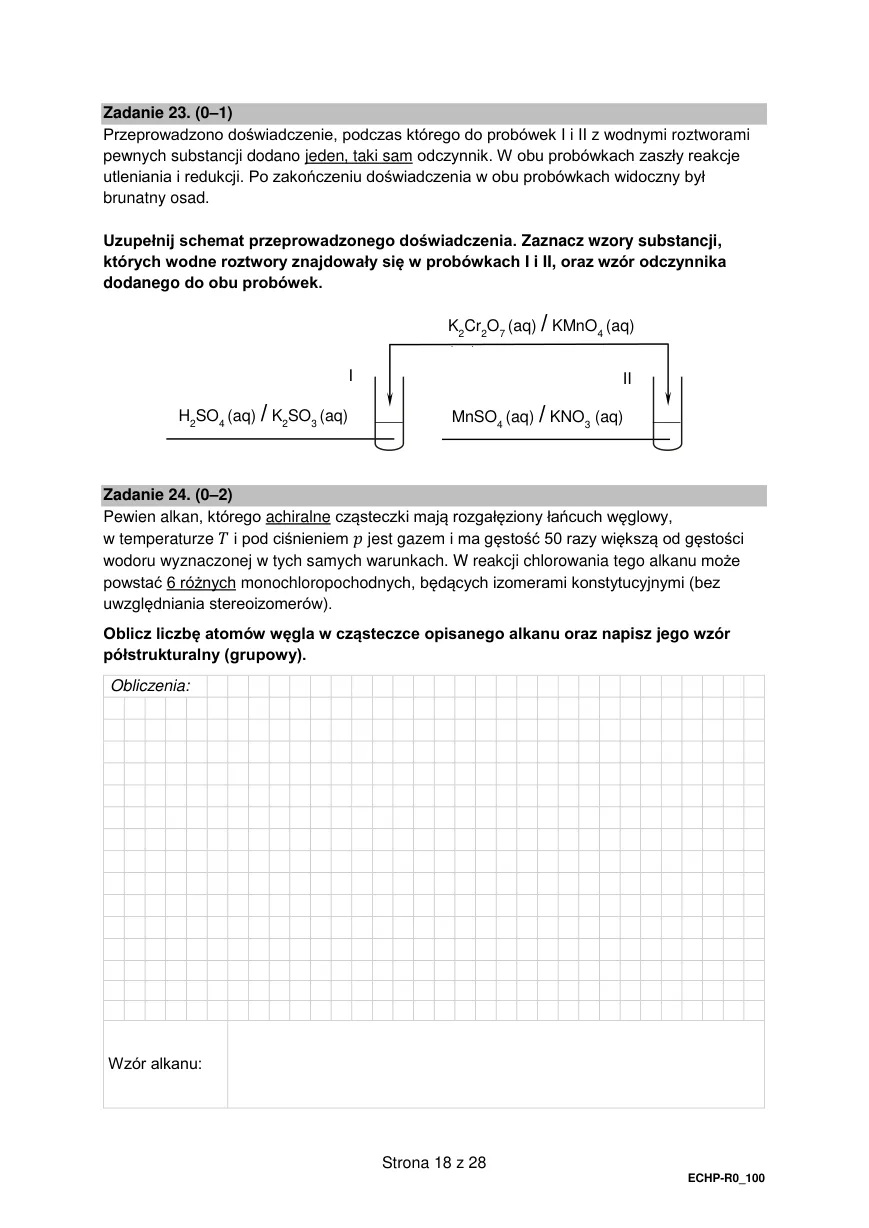 Zadanie 23. (0–1)
Przeprowadzono doświadczenie, podczas którego do probówek I i II z wodnymi roztworami
pewnych substancji dodano jeden, taki sam odczynnik. W obu probówkach zaszły reakcje
utleniania i redukcji. Po zakończeniu doświadczenia w obu probówkach widoczny był
brunatny osad.
Uzupełnij schemat przeprowadzonego doświadczenia. Zaznacz wzory substancji,
których wodne roztwory znajdowały się w probówkach I i II, oraz wzór odczynnika
dodanego do obu probówek.
K₂Cr₂O₇ (aq) / KMnO₄ (aq)
I
II
H₂SO₄ (aq) / K₂SO₃ (aq)
MnSO₄ (aq) / KNO₃ (aq)
Zadanie 24. (0–2)
Pewien alkan, którego achiralne cząsteczki mają rozgałęziony łańcuch węglowy,
w temperaturze T i pod ciśnieniem p jest gazem i ma gęstość 50 razy większą od gęstości
wodoru wyznaczonej w tych samych warunkach. W reakcji chlorowania tego alkanu może
powstać 6 różnych monochloropochodnych, będących izomerami konstytucyjnymi (bez
uwzględniania stereoizomerów).
Oblicz liczbę atomów węgla w cząsteczce opisanego alkanu oraz napisz jego wzór
półstrukturalny (grupowy).
Obliczenia:
Wzór alkanu:
Strona 18 z 28
ECHP-R0_100